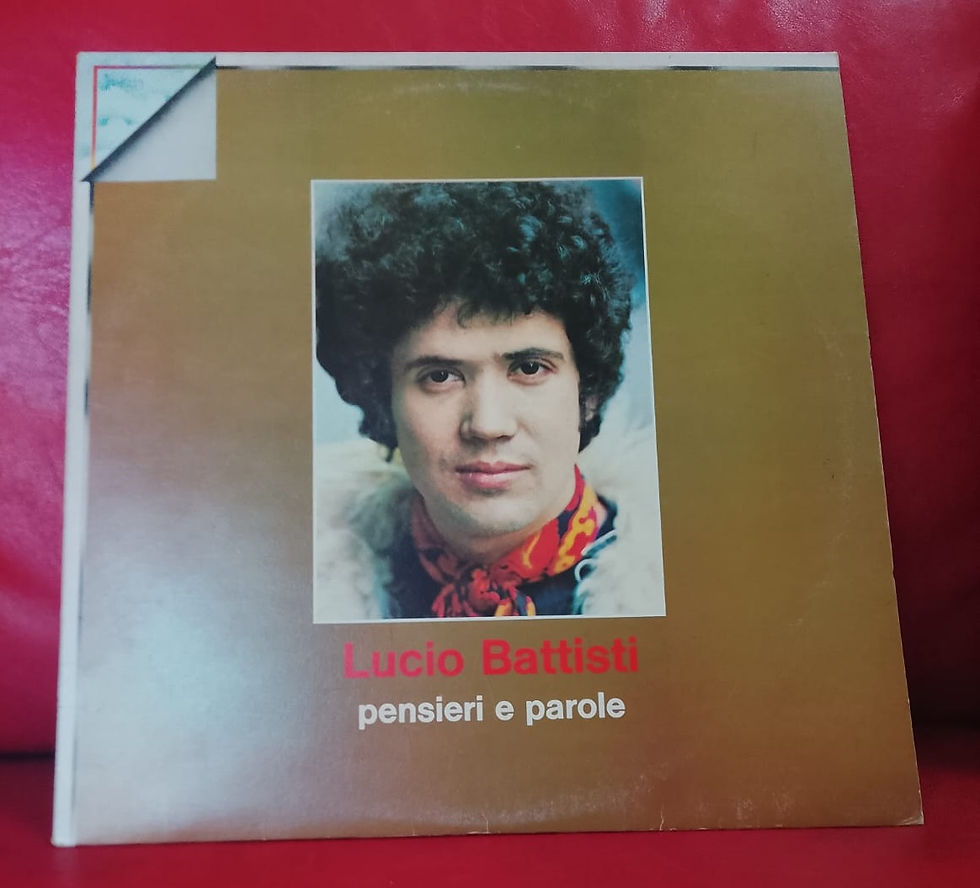 Lucio Battisti
pensieri e parole